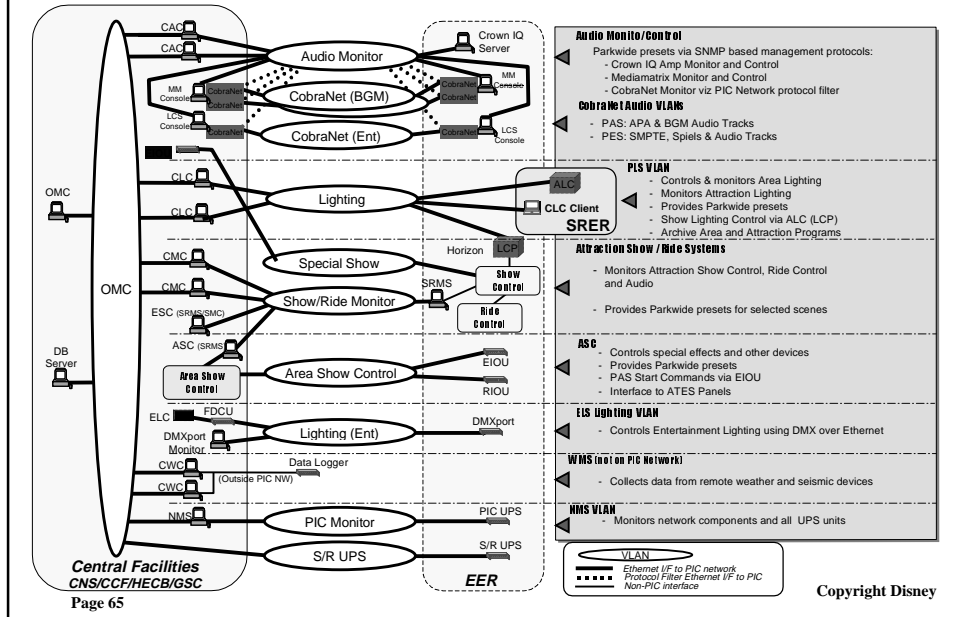 CAC
CAC
Audio Monitor
Crown IQ
Server
MM
Console
CobraNet
CobraNet
CobraNet (BGM)
CobraNet
CobraNet
MM
Console
LCS
Console
CobraNet
CobraNet (Ent)
CobraNet
LCS
Console
OMC
CLC
CLC
Lighting
ALC
CLC Client
SRER
Horizon
LCP
OMC
CMC
CMC
Special Show
Show
Control
Show/Ride Monitor
SRMS
Ride
Control
ESC (SRMS/SMC)
ASC (SRMS
DB
Server
Area Show
Control
Area Show Control
EIOU
RIOU
ELC
FDCU
DMXport
Monitor
Lighting (Ent)
DMXport
CWC
CWC
Data Logger
(Outside PIC NW)
NMS
PIC Monitor
PIC UPS
S/R UPS
S/R UPS
Central Facilities
CNS/CCF/HECB/GSC
EER
Audio Monito/Control
Parkwide presets via SNMP based management protocols:
- Crown IQ Amp Monitor and Control
- Mediamatrix Monitor and Control
- CobraNet Monitor viz PIC Network protocol filter
CobraNet Audio VLANs
- PAS: APA & BGM Audio Tracks
- PES: SMPTE, Spiels & Audio Tracks
PLS VLAN
- Controls & monitors Area Lighting
- Monitors Attraction Lighting
- Provides Parkwide presets
- Show Lighting Control via ALC (LCP)
- Archive Area and Attraction Programs
Attraction Show / Ride Systems
- Monitors Attraction Show Control, Ride Control
and Audio
- Provides Parkwide presets for selected scenes
ASC
- Controls special effects and other devices
- Provides Parkwide presets
- PAS Start Commands via EIOU
- Interface to ATES Panels
ELS Lighting VLAN
- Controls Entertainment Lighting using DMX over Ethernet
WMS (not on PIC Network)
- Collects data from remote weather and seismic devices
NMS VLAN
- Monitors network components and all UPS units
VLAN
Ethernet I/F to PIC network
Protocol Filter Ethernet I/F to PIC
Non-PIC interface
Page 65
Copyright Disney